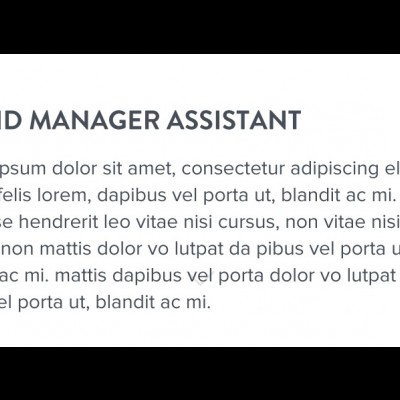 ID MANAGER ASSISTANT
psum dolor sit amet, consectetur adipiscing el
felis lorem, dapibus vel porta ut, blandit ac mi.
se hendrerit leo vitae nisi cursus, non vitae nisi
non mattis dolor vo lutpat da pibus vel porta u
ac mi. mattis dapibus vel porta dolor vo lutpat
el porta ut, blandit ac mi.